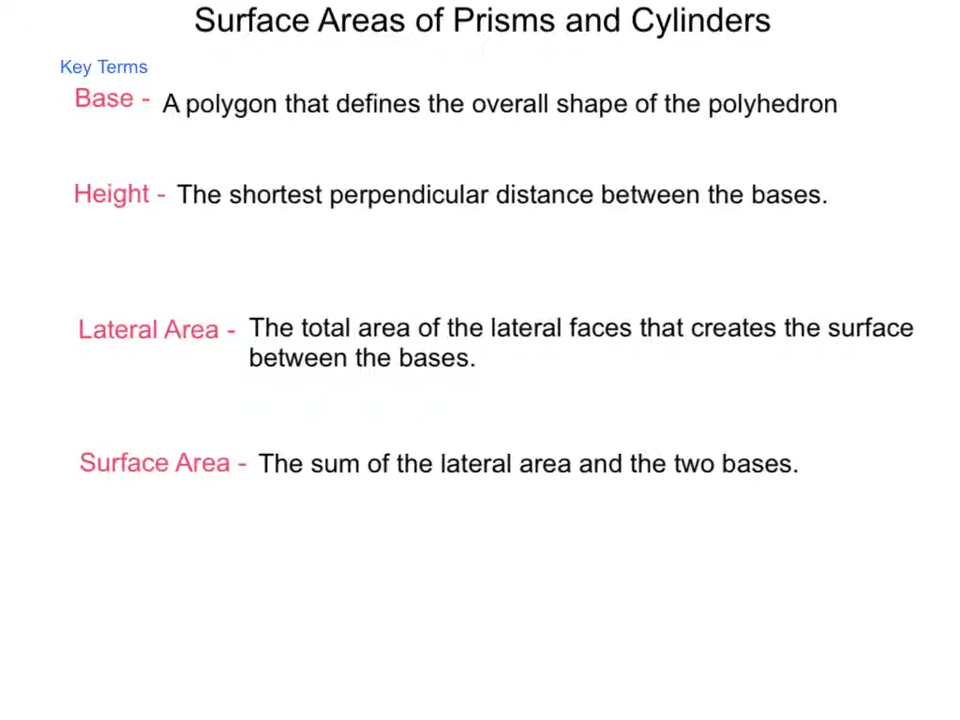 Surface Areas of Prisms and Cylinders
Key Terms
Base - A polygon that defines the overall shape of the polyhedron
Height - The shortest perpendicular distance between the bases.
Lateral Area - The total area of the lateral faces that creates the surface
between the bases.
Surface Area - The sum of the lateral area and the two bases.